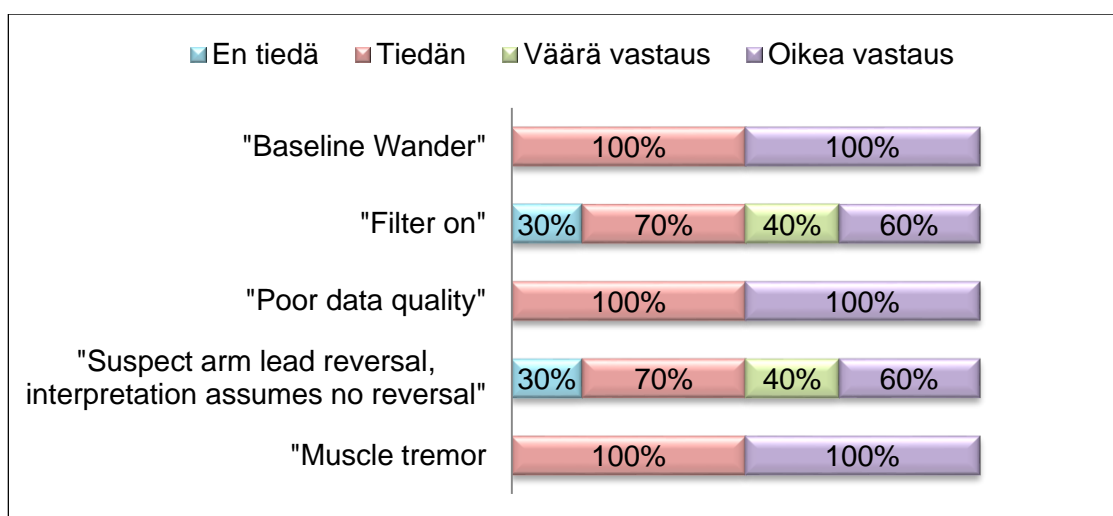 En tiedä Tiedän Väärä vastaus Oikea vastaus
"Baseline Wander" 100% 100%
"Filter on" 30% 70% 40% 60%
"Poor data quality" 100% 100%
"Suspect arm lead reversal,
interpretation assumes no reversal" 30% 70% 40% 60%
"Muscle tremor 100% 100%